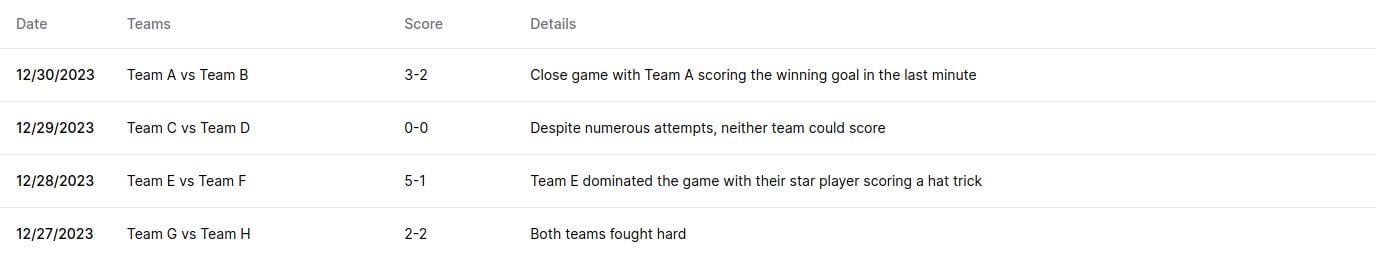 Date Teams Score Details
12/30/2023 Team A vs Team B 3-2 Close game with Team A scoring the winning goal in the last minute
12/29/2023 Team C vs Team D 0-0 Despite numerous attempts, neither team could score
12/28/2023 Team E vs Team F 5-1 Team E dominated the game with their star player scoring a hat trick
12/27/2023 Team G vs Team H 2-2 Both teams fought hard